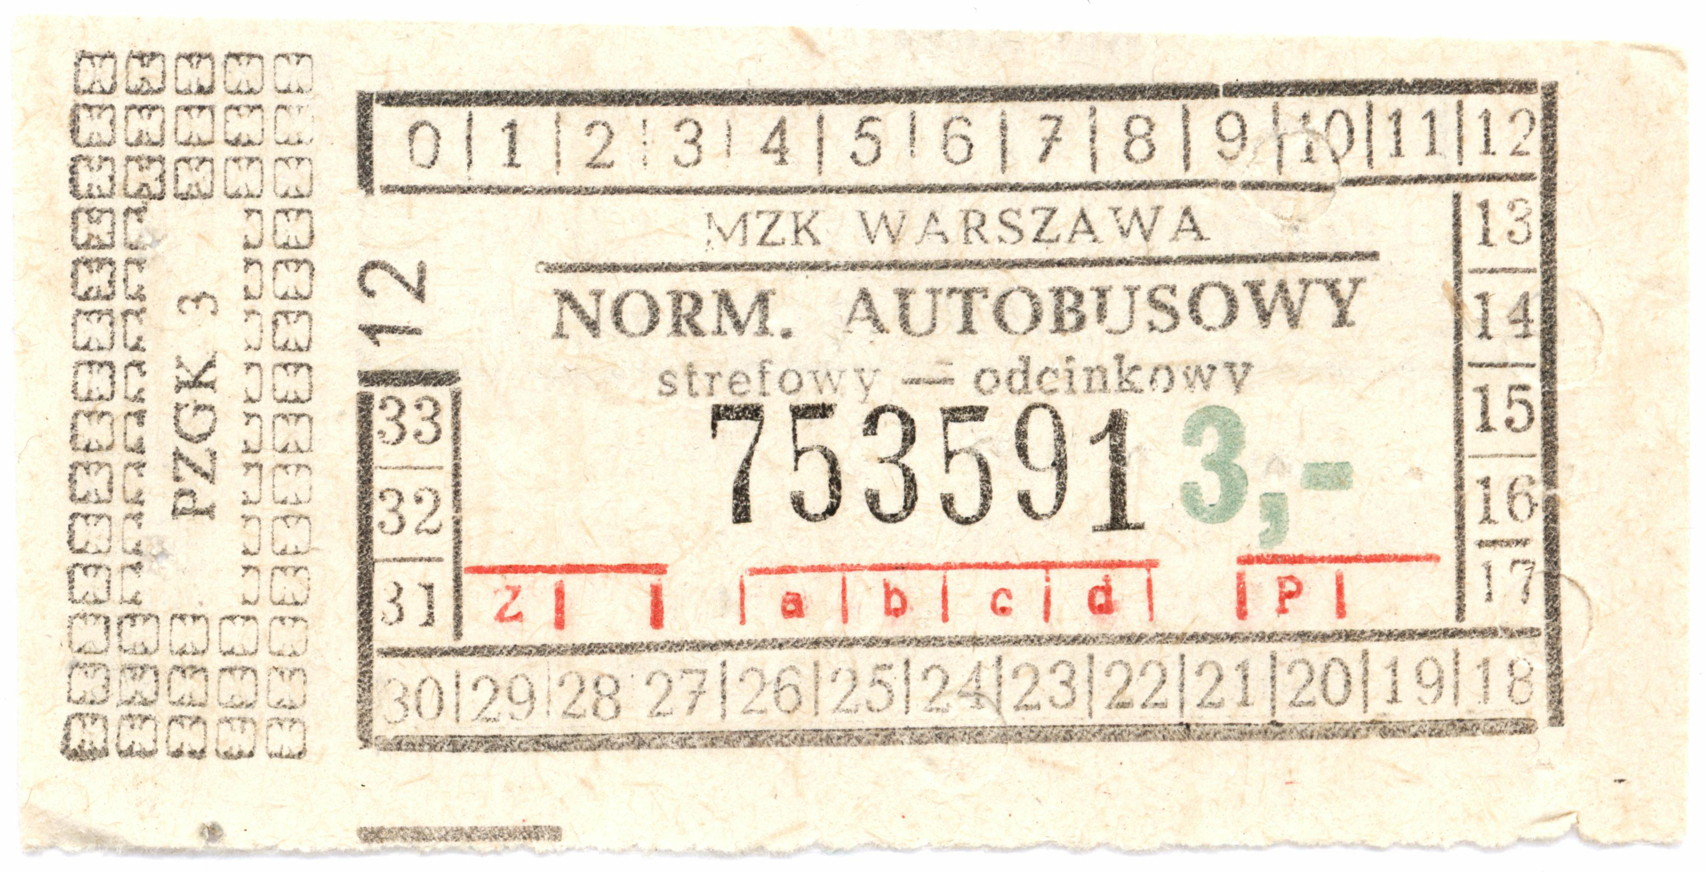 PZGK 3
12
0 | 1 | 2 | 3 | 4 | 5 | 6 | 7 | 8 | 9 | 10 | 11 | 12
13
14
15
16
17
MZK WARSZAWA
NORM. AUTOBUSOWY
strefowy — odcinkowy
753591 3,-
33
32
31
Z | | | a | b | c | d | | P |
30 | 29 | 28 27 | 26 | 25 | 24 | 23 | 22 | 21 | 20 | 19 | 18